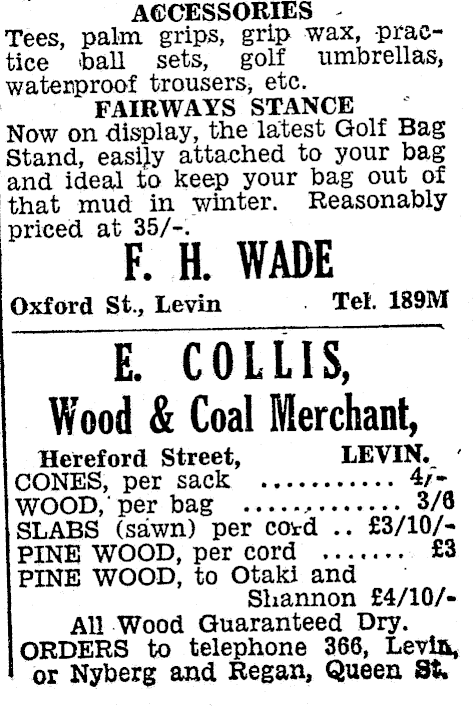 ACCESSORIES
Tees, palm grips, grip wax, prac-
tice ball sets, golf umbrellas,
waterproof trousers, etc.
FAIRWAYS STANCE
Now on display, the latest Golf Bag
Stand, easily attached to your bag
and ideal to keep your bag out of
that mud in winter. Reasonably
priced at 35/-.
F. H. WADE
Oxford St., Levin Tel. 189M
E. COLLIS,
Wood & Coal Merchant,
Hereford Street, LEVIN.
CONES, per sack ........... 4/-
WOOD, per bag ............. 3/6
SLABS (sawn) per cord .. £3/10/-
PINE WOOD, per cord ....... £3
PINE WOOD, to Otaki and
Shannon £4/10/-
All Wood Guaranteed Dry.
ORDERS to telephone 366, Levin,
or Nyberg and Regan, Queen St.